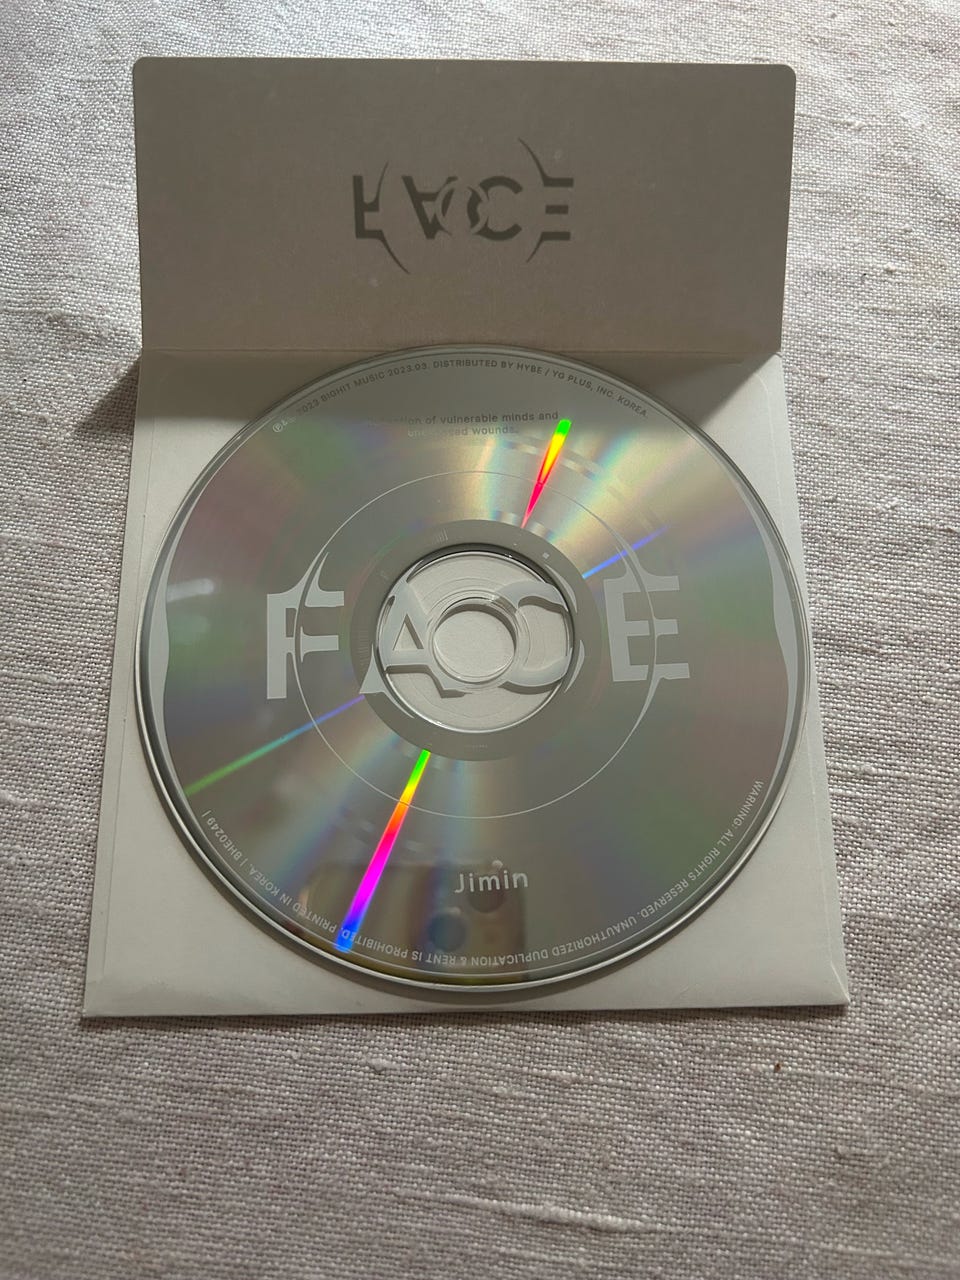 FACE
℗&© 2023 BIGHIT MUSIC 2023.03. DISTRIBUTED BY HYBE / YG PLUS, INC. KOREA.
of vulnerable minds and
wounds.
FACE
Jimin
WARNING: ALL RIGHTS RESERVED. UNAUTHORIZED DUPLICATION & RENT IS PROHIBITED. PRINTED IN KOREA. | BHE0249 |